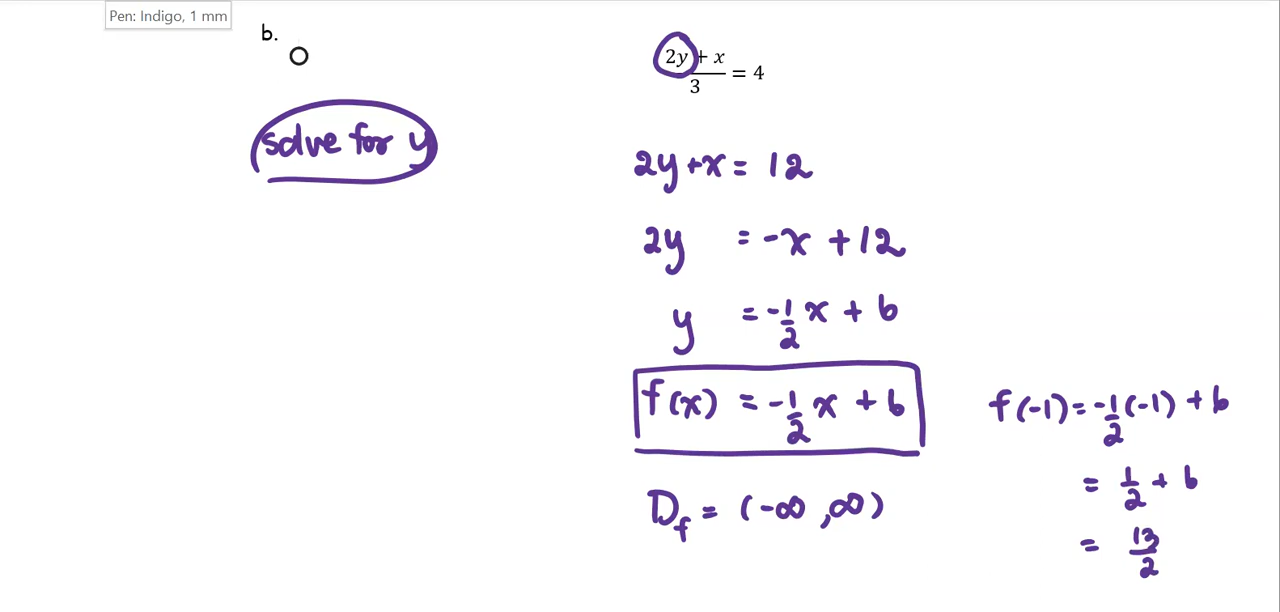 Pen: Indigo, 1 mm
b.
2y + x
3
= 4
solve for y
2y+x = 12
2y = -x + 12
y = -1/2 x + 6
f(x) = -1/2 x + 6
f(-1) = -1/2 (-1) + 6
= 1/2 + 6
= 13/2
D_f = (-∞, ∞)